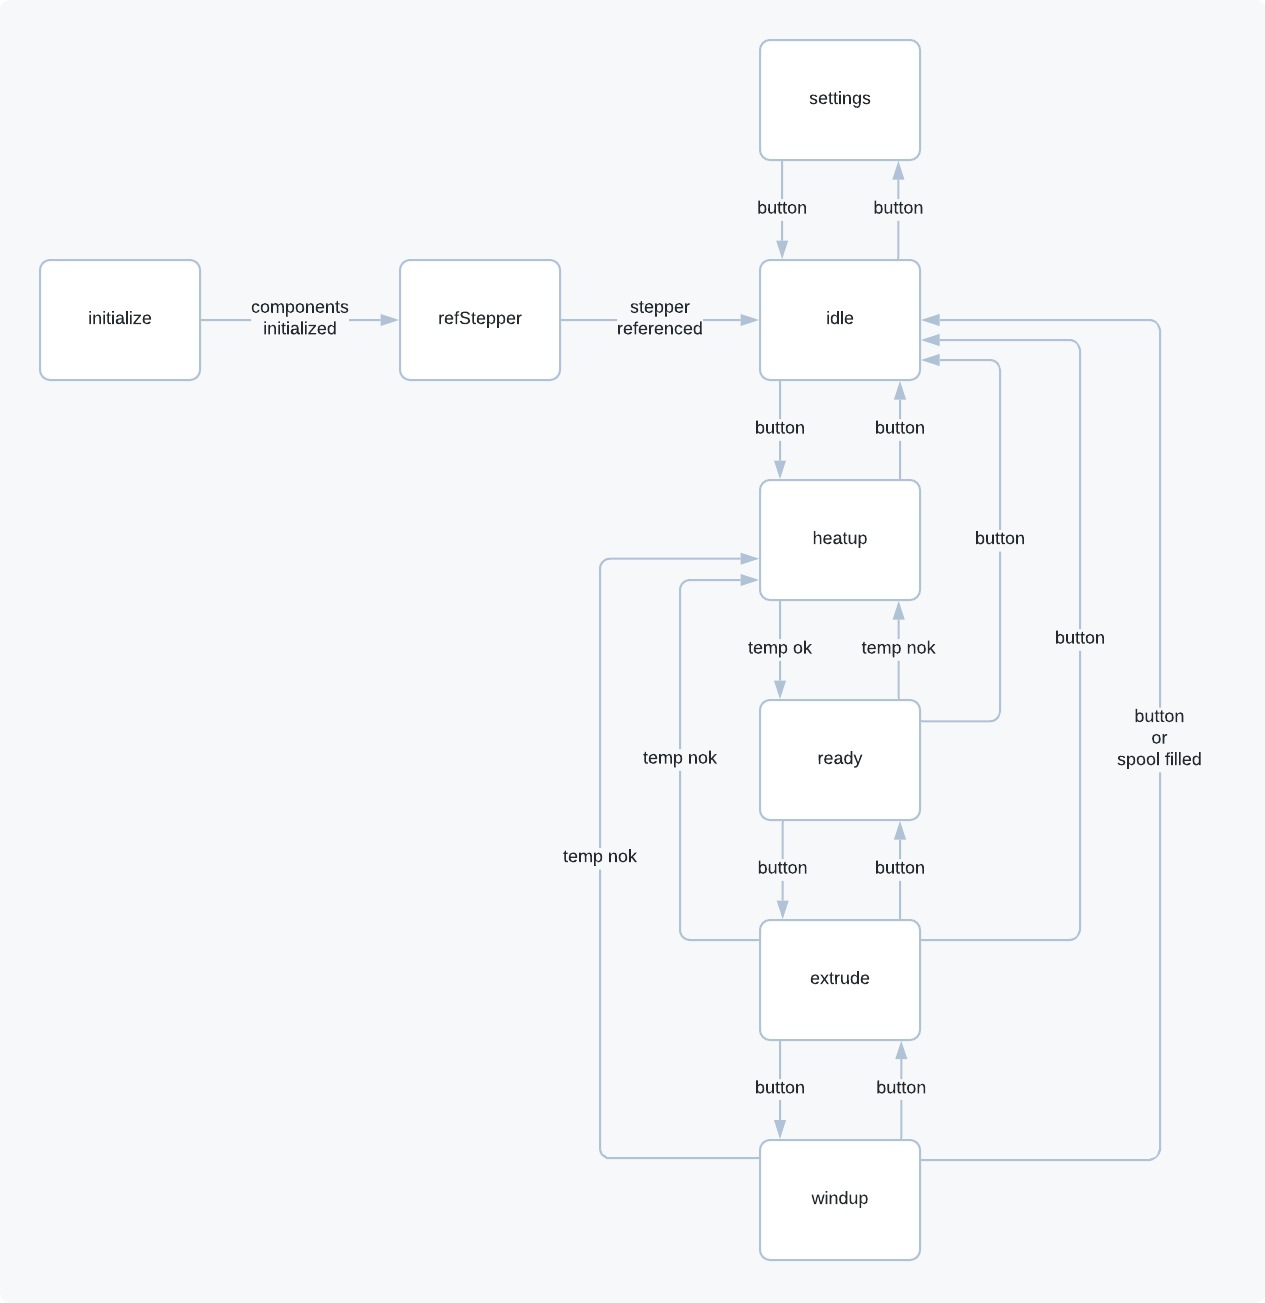 settings
button
button
initialize
components
initialized
refStepper
stepper
referenced
idle
button
button
heatup
button
temp ok
temp nok
button
button
or
spool filled
temp nok
ready
temp nok
button
button
extrude
button
button
windup